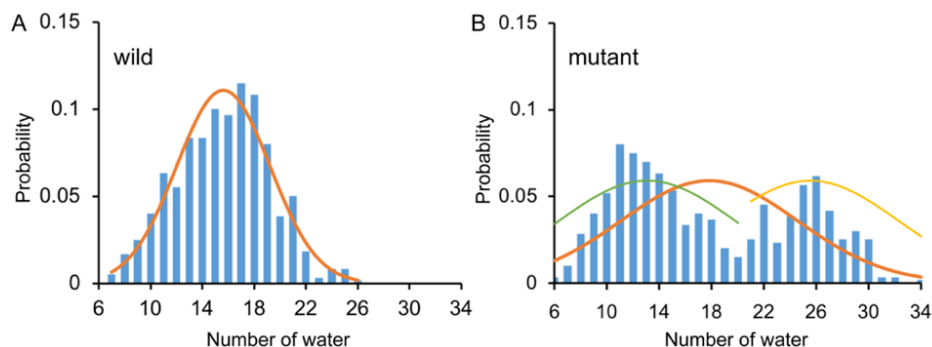 A
wild
Probability
0.15
0.1
0.05
0
6 10 14 18 22 26 30 34
Number of water
B
mutant
Probability
0.15
0.1
0.05
0
6 10 14 18 22 26 30 34
Number of water